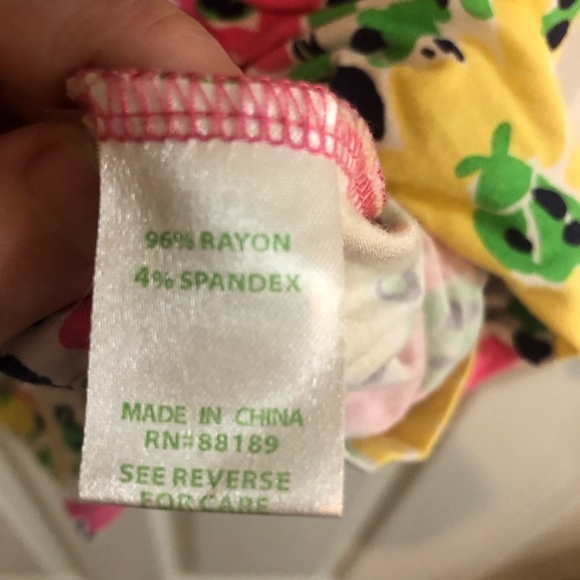 96% RAYON
4% SPANDEX
MADE IN CHINA
RN#88189
SEE REVERSE
FOR CARE